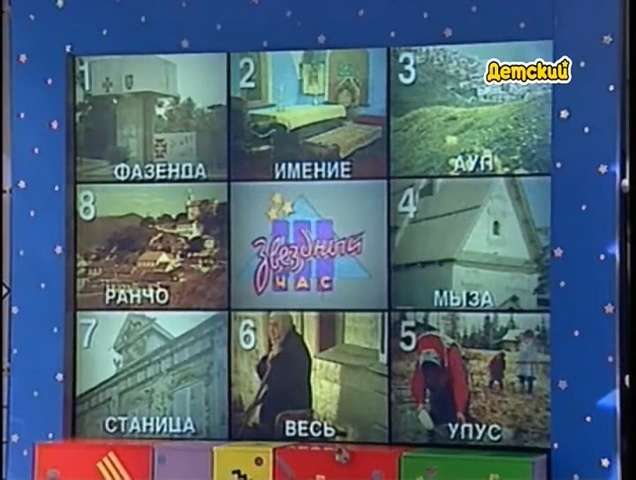 Детский
1
ФАЗЕНДА
2
ИМЕНИЕ
3
АУЛ
8
РАНЧО
Звездный
ЧАС
4
МЫЗА
7
СТАНИЦА
6
ВЕСЬ
5
УПУС